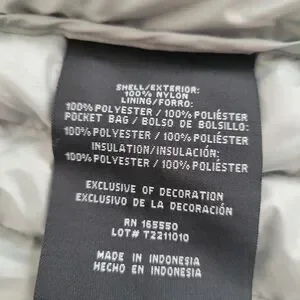 SHELL/EXTERIOR:
100% NYLON
LINING/FORRO:
100% POLYESTER / 100% POLIÉSTER
POCKET BAG / BOLSO DE BOLSILLO:
100% POLYESTER / 100% POLIÉSTER
INSULATION/INSULACIÓN:
100% POLYESTER / 100% POLIÉSTER
EXCLUSIVE OF DECORATION
EXCLUSIVO DE LA DECORACIÓN
RN 165550
LOT# T2211010
MADE IN INDONESIA
HECHO EN INDONESIA